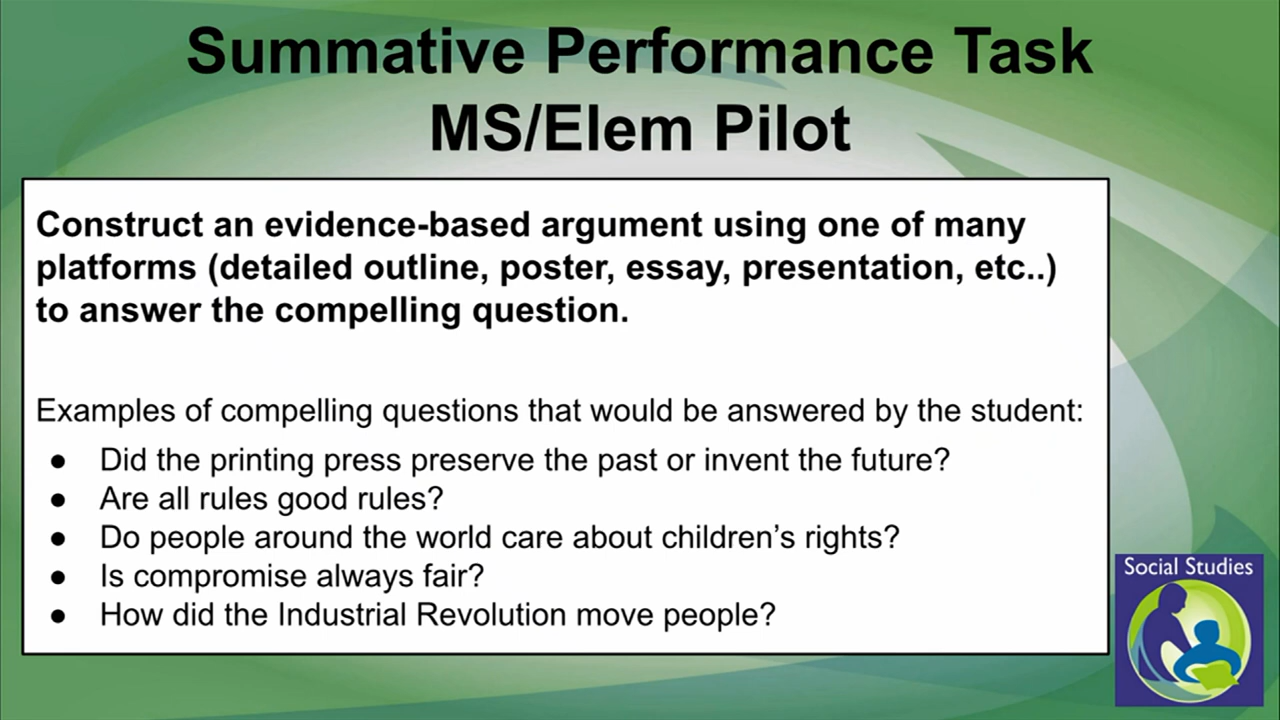 Summative Performance Task
MS/Elem Pilot
Construct an evidence-based argument using one of many
platforms (detailed outline, poster, essay, presentation, etc..)
to answer the compelling question.
Examples of compelling questions that would be answered by the student:
● Did the printing press preserve the past or invent the future?
● Are all rules good rules?
● Do people around the world care about children’s rights?
● Is compromise always fair?
● How did the Industrial Revolution move people?
Social Studies